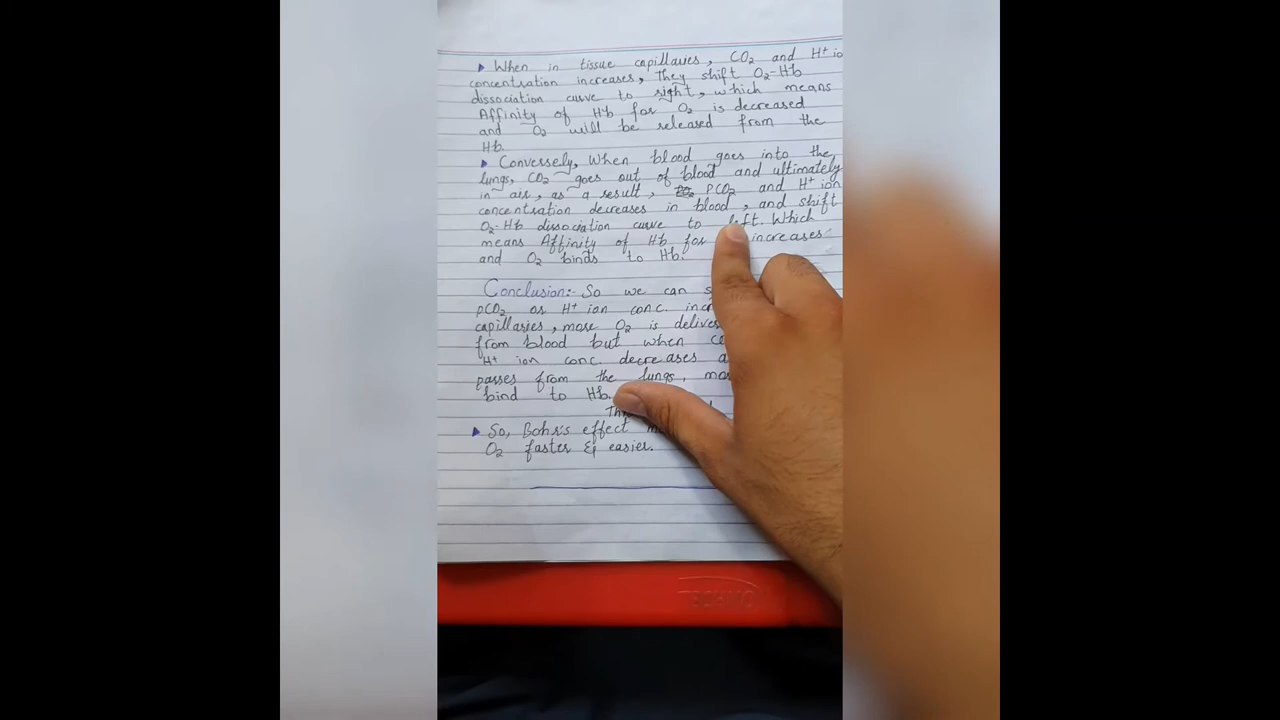 ▸ When in tissue capillaries, CO₂ and H⁺ io
concentration increases, They shift O₂-Hb
dissociation curve to right, which means
Affinity of Hb for O₂ is decreased
and O₂ will be released from the
Hb.
▸ Conversely, When blood goes into the
lungs, CO₂ goes out of blood and ultimately
in air, as a result, pCO₂ and H⁺ ion
concentration decreases in blood, and shift
O₂-Hb dissociation curve to left. Which
means Affinity of Hb for increases
and O₂ binds to Hb.
Conclusion:- So we can
pCO₂ or H⁺ ion conc.
capillaries, more O₂ is
from blood but when
H⁺ ion conc. decreases
passes from the lungs,
bind to Hb.
▸ So, Bohr's effect
O₂ faster & easier.
TECHNO